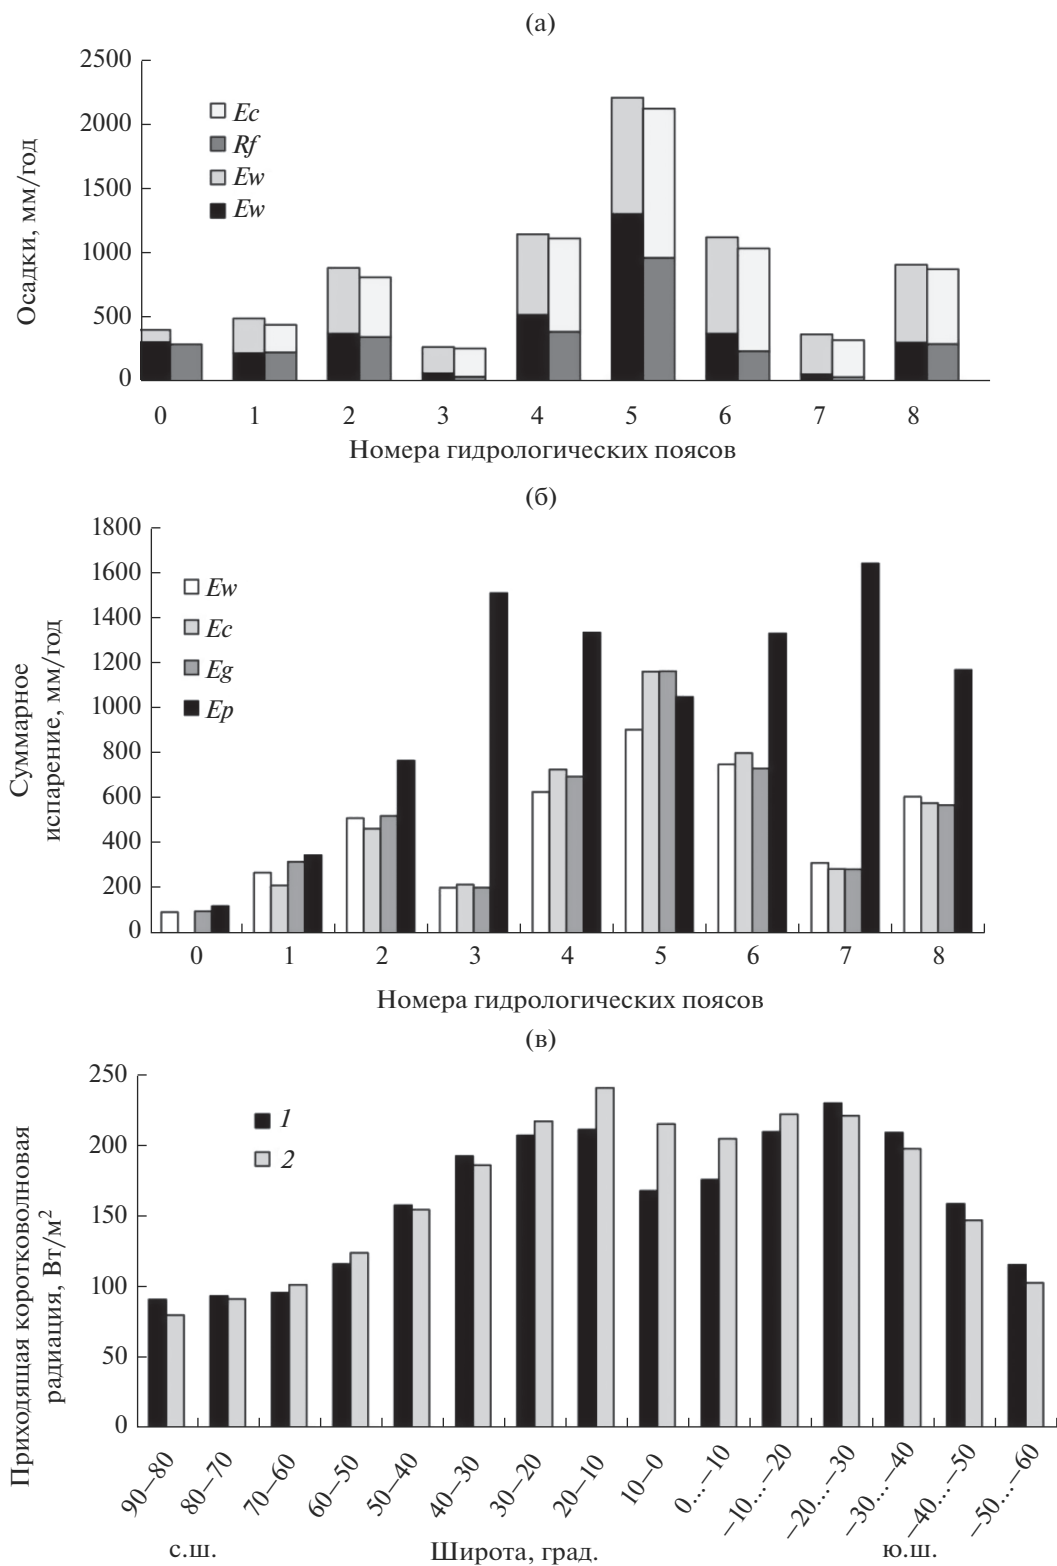 (а)
2500
2000
1500
1000
500
0
Осадки, мм/год
Ec
Rf
Ew
Ew
0 1 2 3 4 5 6 7 8
Номера гидрологических поясов
(б)
1800
1600
1400
1200
1000
800
600
400
200
0
Суммарное
испарение, мм/год
Ew
Ec
Eg
Ep
0 1 2 3 4 5 6 7 8
Номера гидрологических поясов
(в)
250
200
150
100
50
0
Приходящая коротковолновая
радиация, Вт/м²
1
2
90–80
80–70
70–60
60–50
50–40
40–30
30–20
20–10
10–0
0...–10
–10...–20
–20...–30
–30...–40
–40...–50
–50...–60
с.ш. Широта, град. ю.ш.